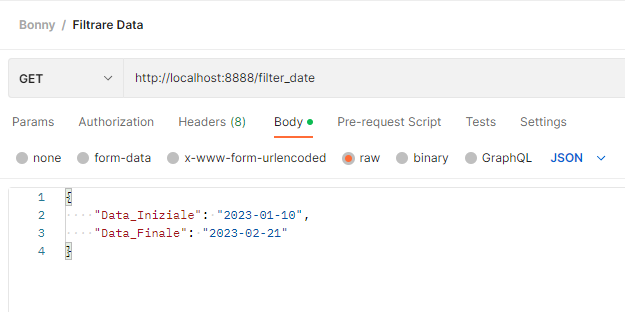 Bonny / Filtrare Data
GET http://localhost:8888/filter_date
Params Authorization Headers (8) Body Pre-request Script Tests Settings
none form-data x-www-form-urlencoded raw binary GraphQL JSON
1 {
2 "Data_Iniziale": "2023-01-10",
3 "Data_Finale": "2023-02-21"
4 }